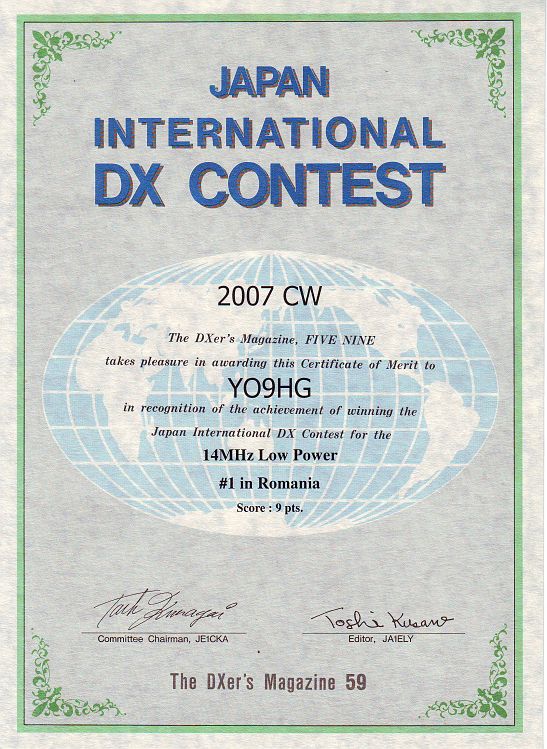 JAPAN
INTERNATIONAL
DX CONTEST
2007 CW
The DXer's Magazine, FIVE NINE
takes pleasure in awarding this Certificate of Merit to
YO9HG
in recognition of the achievement of winning the
Japan International DX Contest for the
14MHz Low Power
#1 in Romania
Score : 9 pts.
Toshi Kusano
Committee Chairman, JE1CKA
Editor, JA1ELY
The DXer's Magazine 59